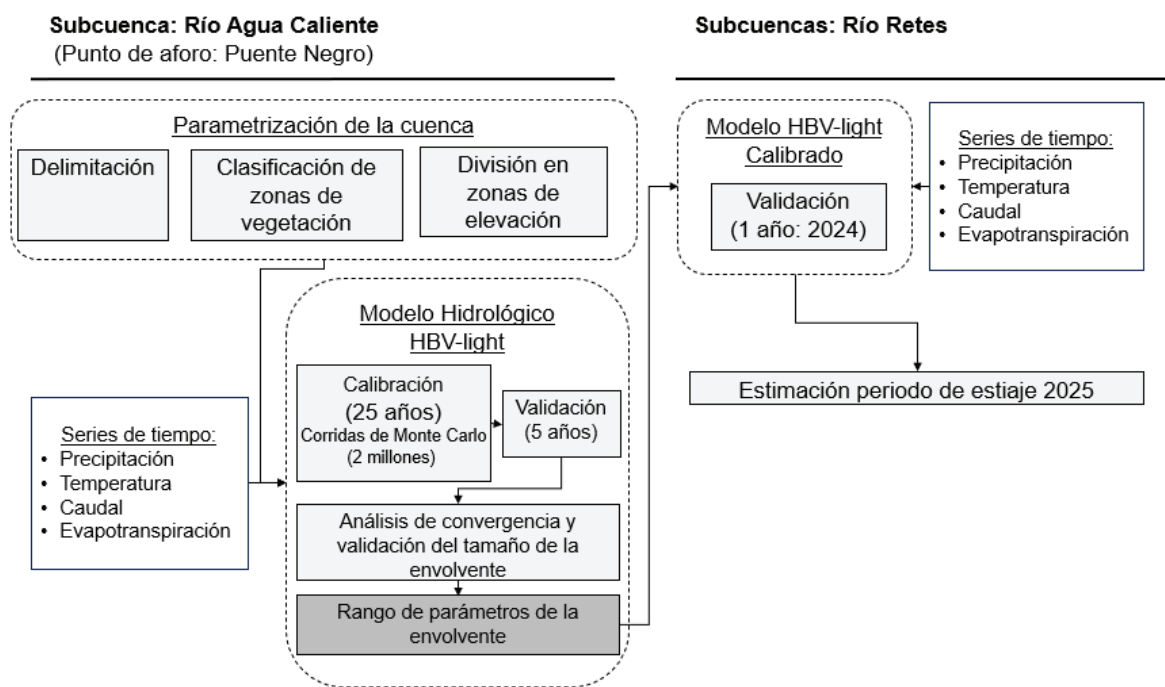 Subcuenca: Río Agua Caliente
(Punto de aforo: Puente Negro)
Parametrización de la cuenca
Delimitación
Clasificación de
zonas de
vegetación
División en
zonas de
elevación
Series de tiempo:
• Precipitación
• Temperatura
• Caudal
• Evapotranspiración
Modelo Hidrológico
HBV-light
Calibración
(25 años)
Corridas de Monte Carlo
(2 millones)
Validación
(5 años)
Análisis de convergencia y
validación del tamaño de la
envolvente
Rango de parámetros de la
envolvente
Subcuencas: Río Retes
Modelo HBV-light
Calibrado
Validación
(1 año: 2024)
Series de tiempo:
• Precipitación
• Temperatura
• Caudal
• Evapotranspiración
Estimación periodo de estiaje 2025